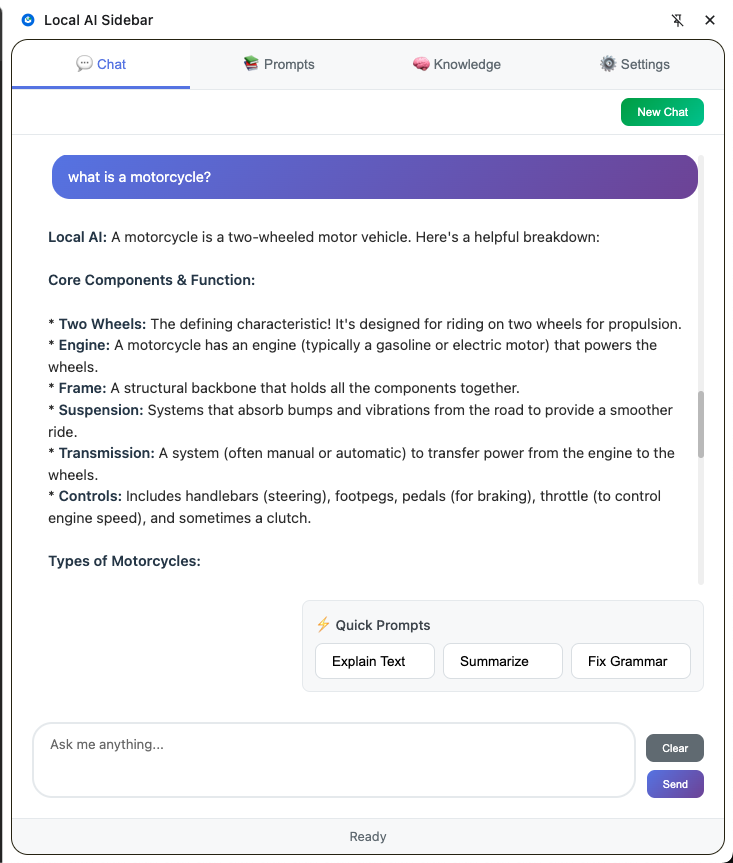 Local AI Sidebar
💬 Chat
📚 Prompts
🧠 Knowledge
⚙️ Settings
New Chat
what is a motorcycle?
Local AI: A motorcycle is a two-wheeled motor vehicle. Here's a helpful breakdown:
Core Components & Function:
* Two Wheels: The defining characteristic! It's designed for riding on two wheels for propulsion.
* Engine: A motorcycle has an engine (typically a gasoline or electric motor) that powers the
wheels.
* Frame: A structural backbone that holds all the components together.
* Suspension: Systems that absorb bumps and vibrations from the road to provide a smoother
ride.
* Transmission: A system (often manual or automatic) to transfer power from the engine to the
wheels.
* Controls: Includes handlebars (steering), footpegs, pedals (for braking), throttle (to control
engine speed), and sometimes a clutch.
Types of Motorcycles:
⚡ Quick Prompts
Explain Text
Summarize
Fix Grammar
Ask me anything...
Clear
Send
Ready